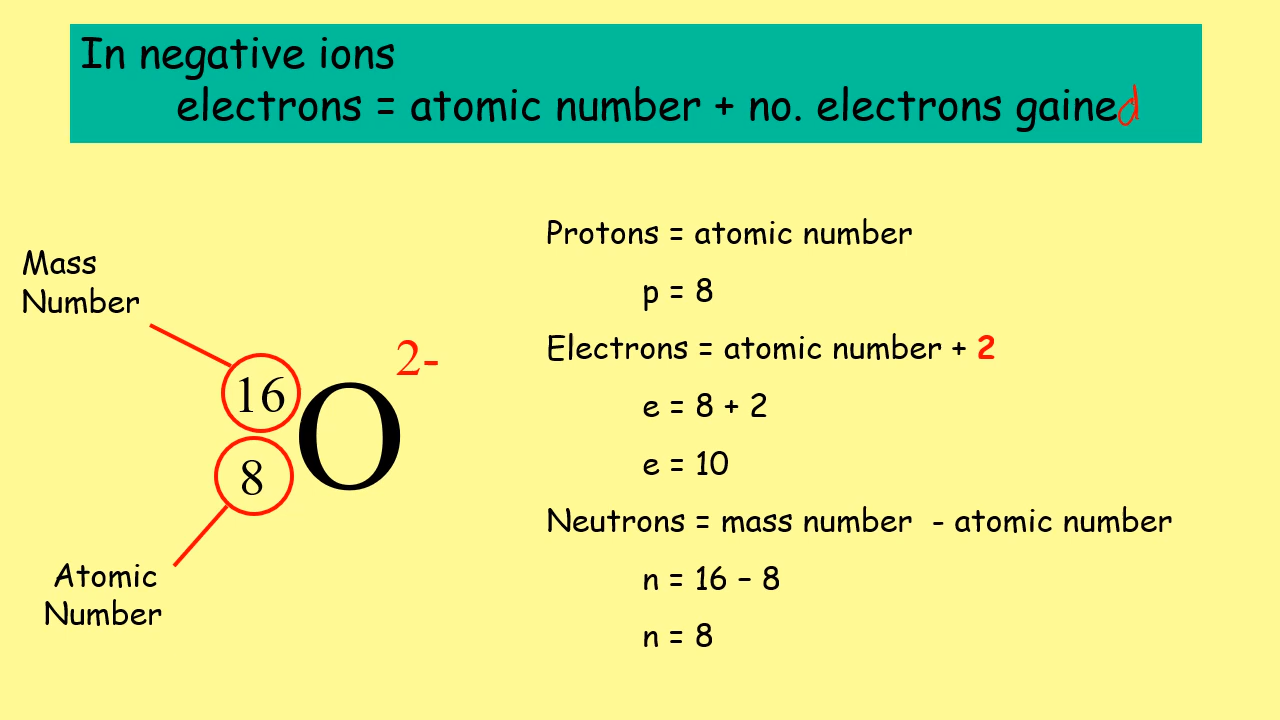 In negative ions
electrons = atomic number + no. electrons gained
Mass
Number
16
8
O
2-
Atomic
Number
Protons = atomic number
p = 8
Electrons = atomic number + 2
e = 8 + 2
e = 10
Neutrons = mass number - atomic number
n = 16 – 8
n = 8